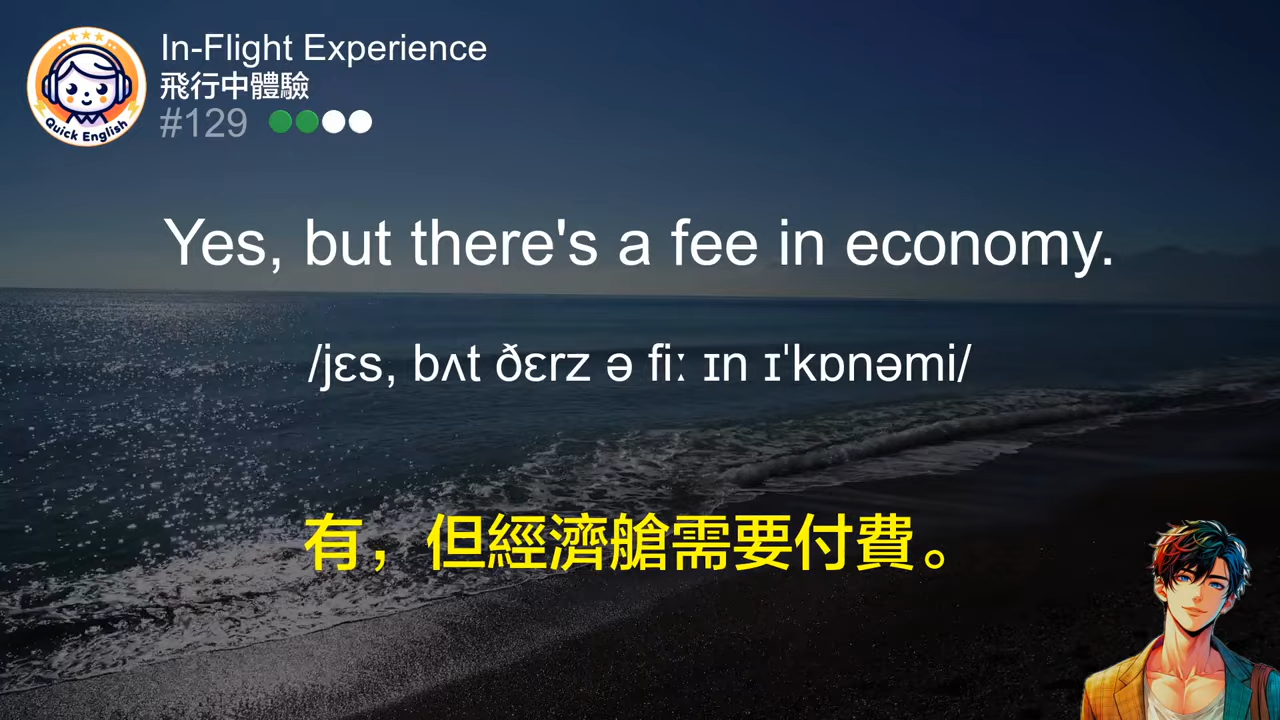 In-Flight Experience
飛行中體驗
#129
Quick English
Yes, but there's a fee in economy.
/jɛs, bʌt ðɛrz ə fiː ɪn ɪˈkɒnəmi/
有，但經濟艙需要付費。